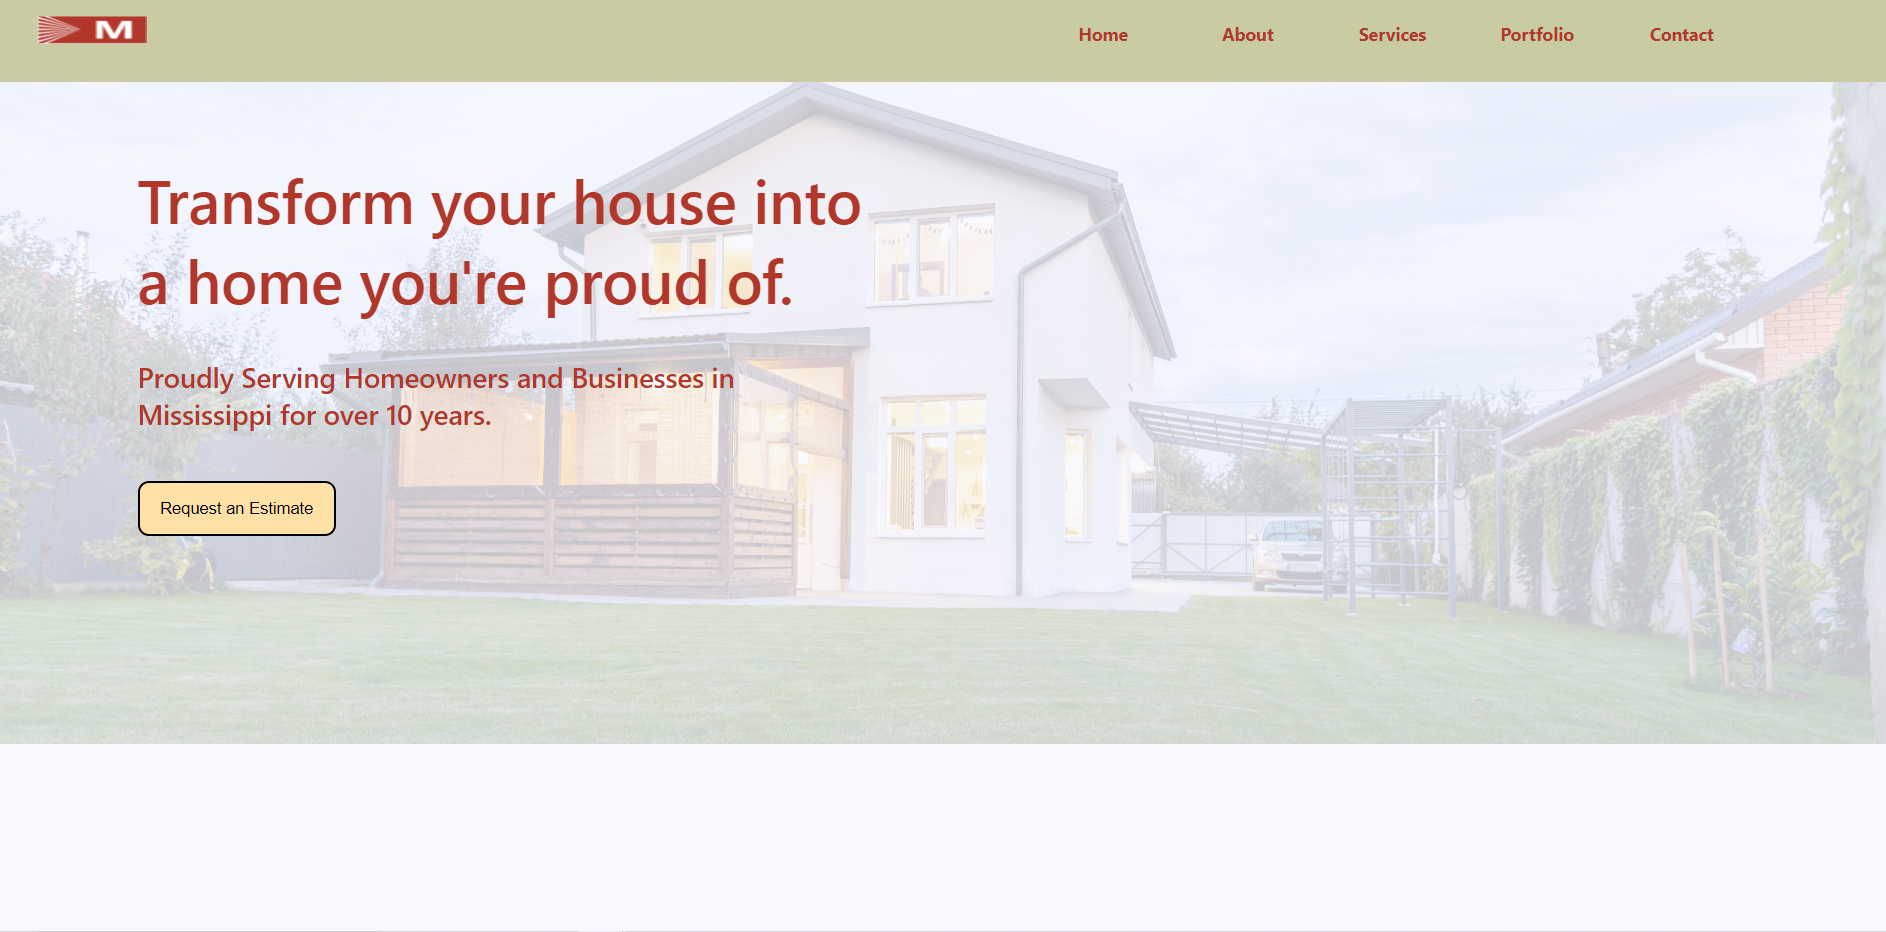 M
Home About Services Portfolio Contact
Transform your house into
a home you're proud of.
Proudly Serving Homeowners and Businesses in
Mississippi for over 10 years.
Request an Estimate